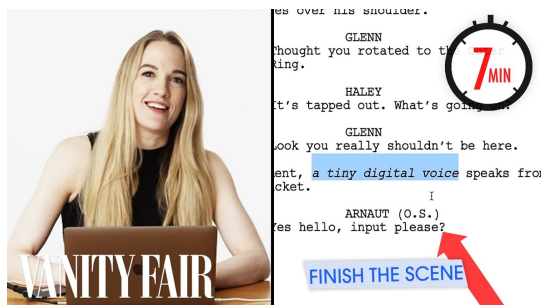 VANITY FAIR
es over his shoulder.
GLENN
Thought you rotated to the
Ring.
HALEY
It's tapped out. What's going on?
GLENN
Look you really shouldn't be here.
ent, a tiny digital voice speaks from
cket.
ARNAUT (O.S.)
Yes hello, input please?
7 MIN
FINISH THE SCENE